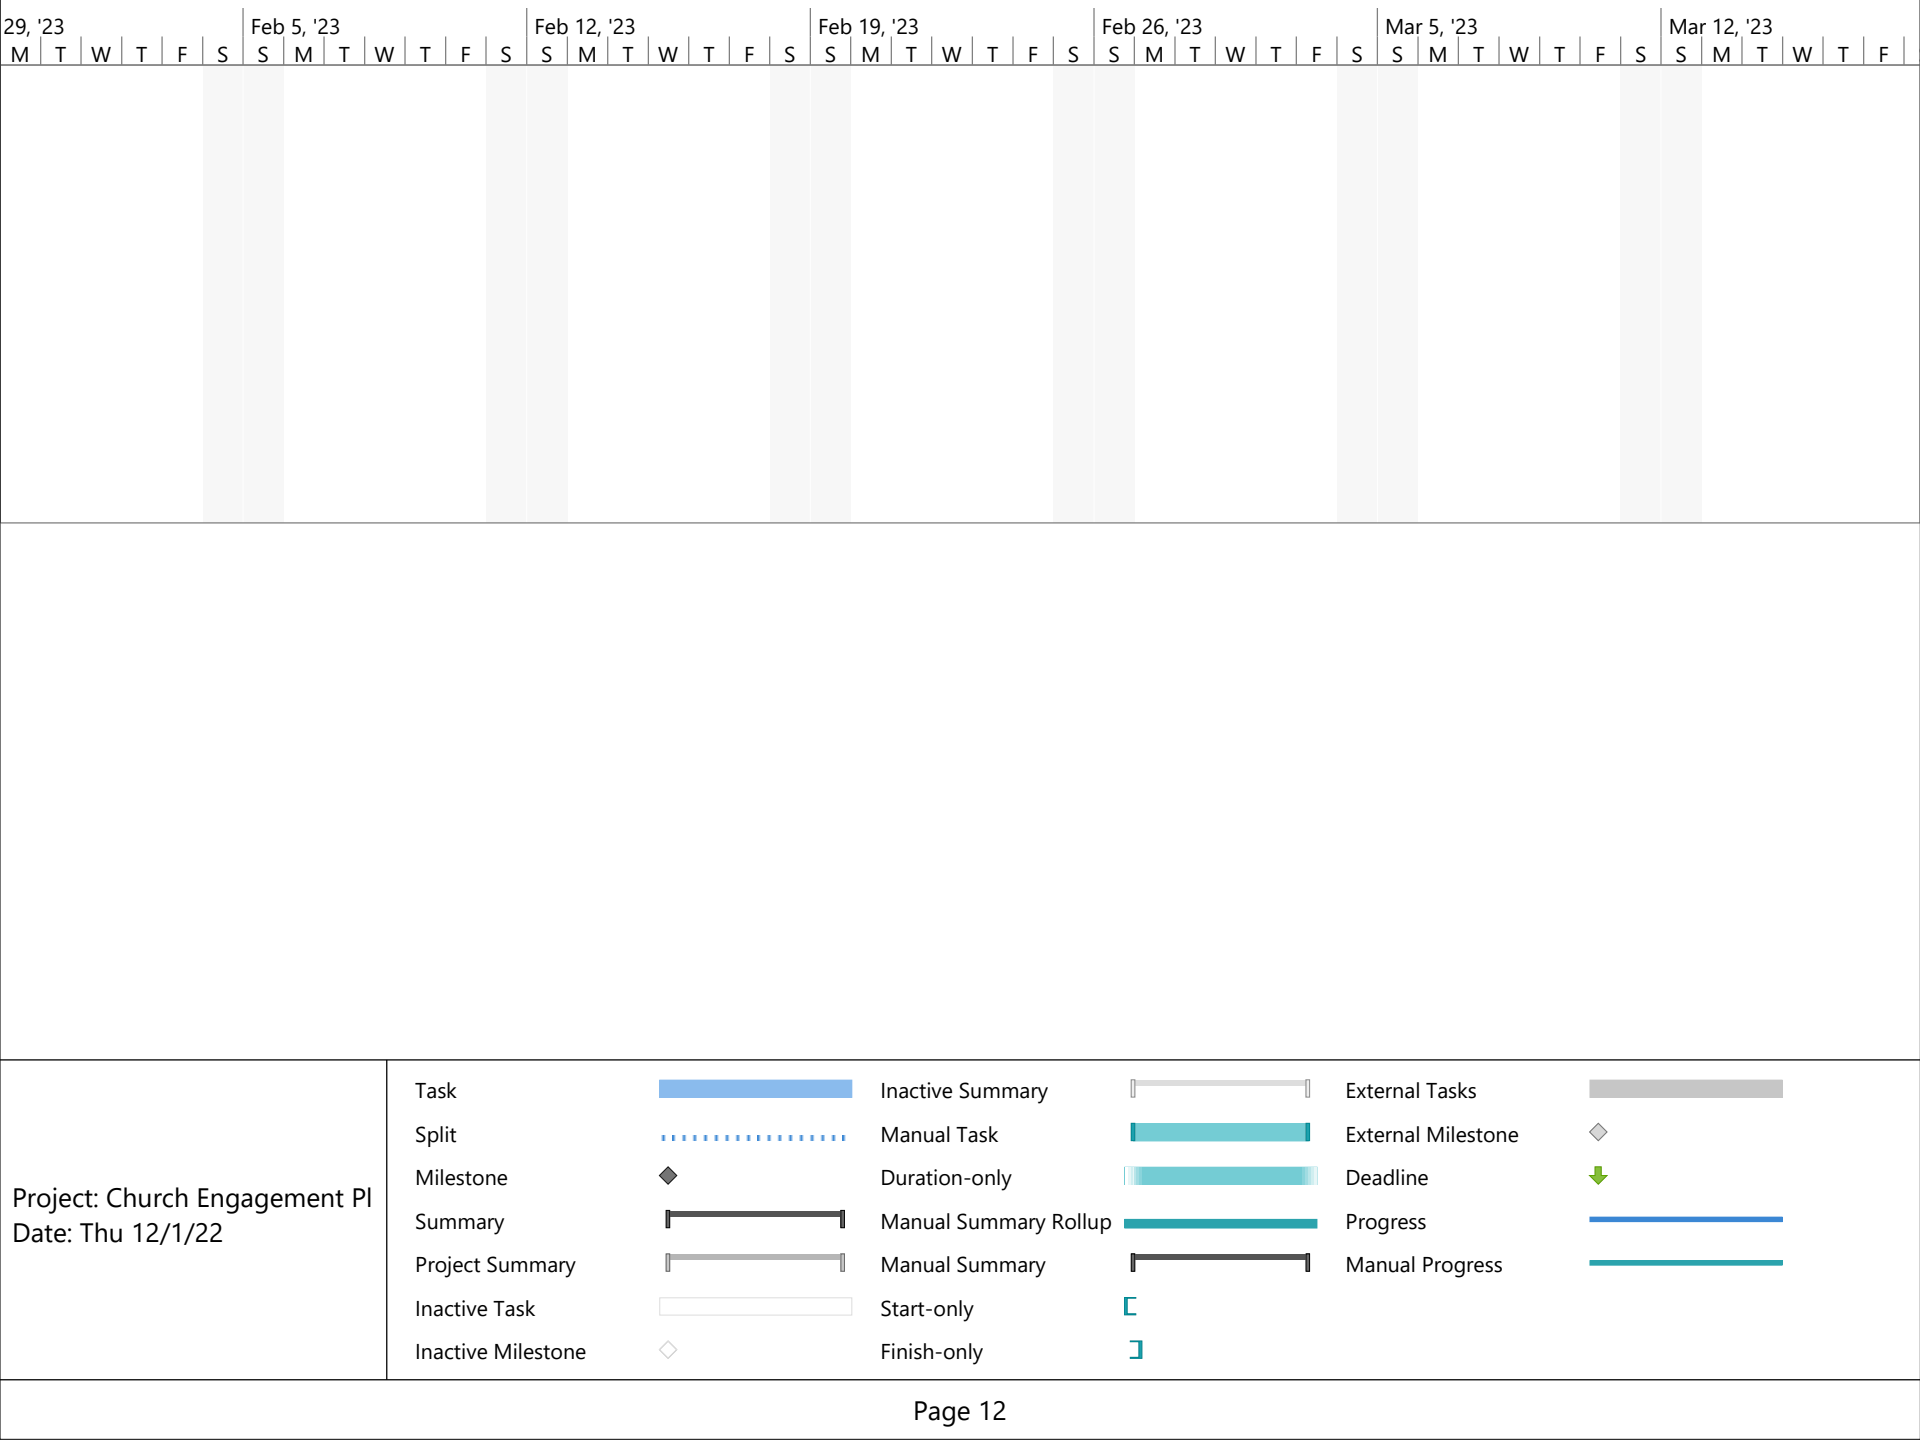 29, '23 Feb 5, '23 Feb 12, '23 Feb 19, '23 Feb 26, '23 Mar 5, '23 Mar 12, '23
M T W T F S S M T W T F S S M T W T F S S M T W T F S S M T W T F S S M T W T F S S M T W T F
Project: Church Engagement Pl
Date: Thu 12/1/22
Task
Split
Milestone
Summary
Project Summary
Inactive Task
Inactive Milestone
Inactive Summary
Manual Task
Duration-only
Manual Summary Rollup
Manual Summary
Start-only
Finish-only
External Tasks
External Milestone
Deadline
Progress
Manual Progress
Page 12